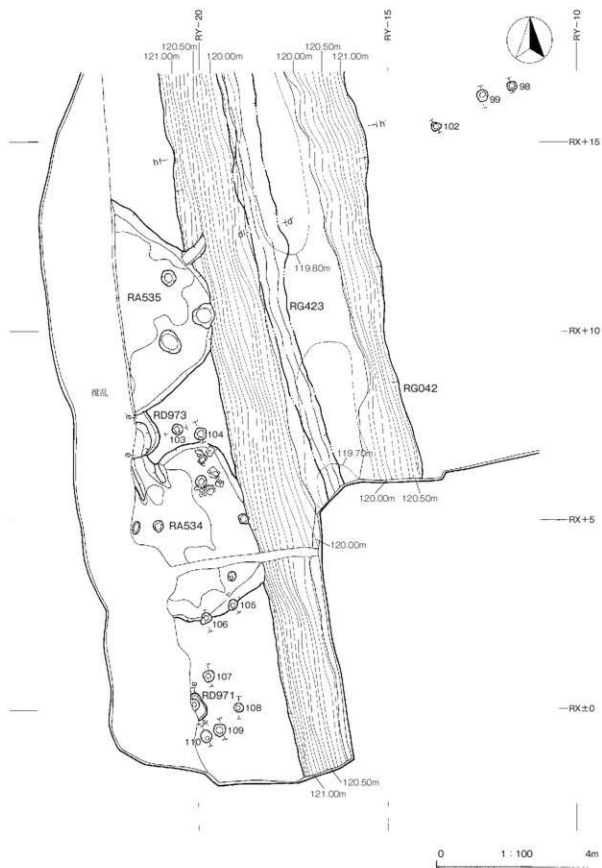 RY-20
RY-15
RY-10
120.50m
121.00m
120.00m
120.00m
120.50m
121.00m
98
99
102
h'
RX+15
h
d
d'
119.80m
RA535
RG423
RX+10
RG042
撹乱
RD973
a
103
104
a'
119.70m
120.00m
120.50m
RA534
RX+5
120.00m
105
106
107
RD971
a
108
RX±0
a'
110
109
120.50m
121.00m
0
1：100
4m